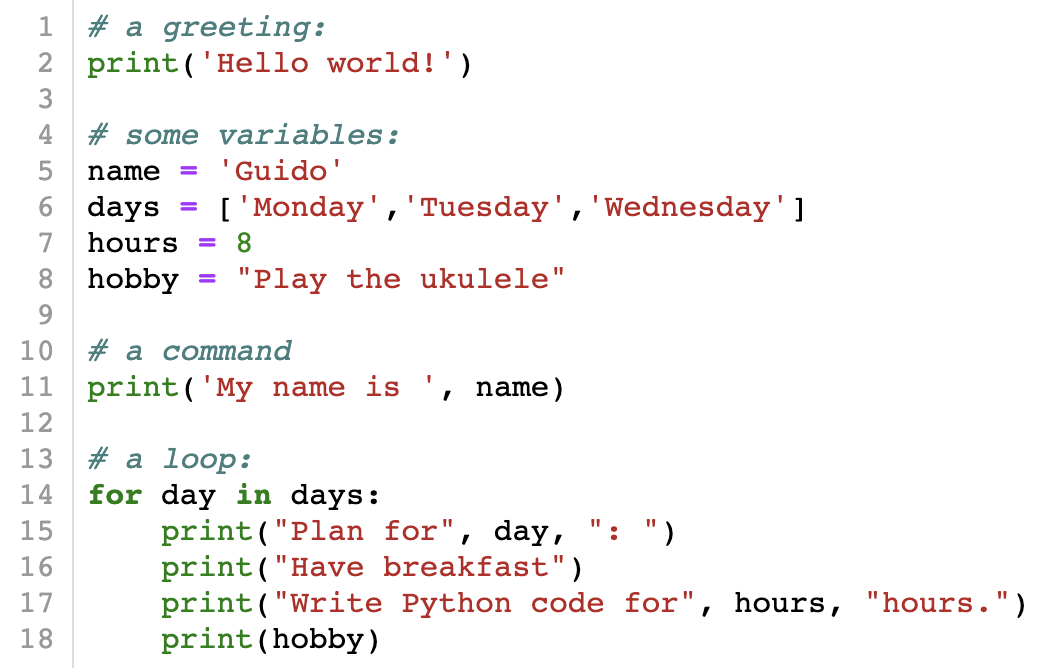 1 # a greeting:
2 print('Hello world!')
3
4 # some variables:
5 name = 'Guido'
6 days = ['Monday','Tuesday','Wednesday']
7 hours = 8
8 hobby = "Play the ukulele"
9
10 # a command
11 print('My name is ', name)
12
13 # a loop:
14 for day in days:
15     print("Plan for", day, ": ")
16     print("Have breakfast")
17     print("Write Python code for", hours, "hours.")
18     print(hobby)